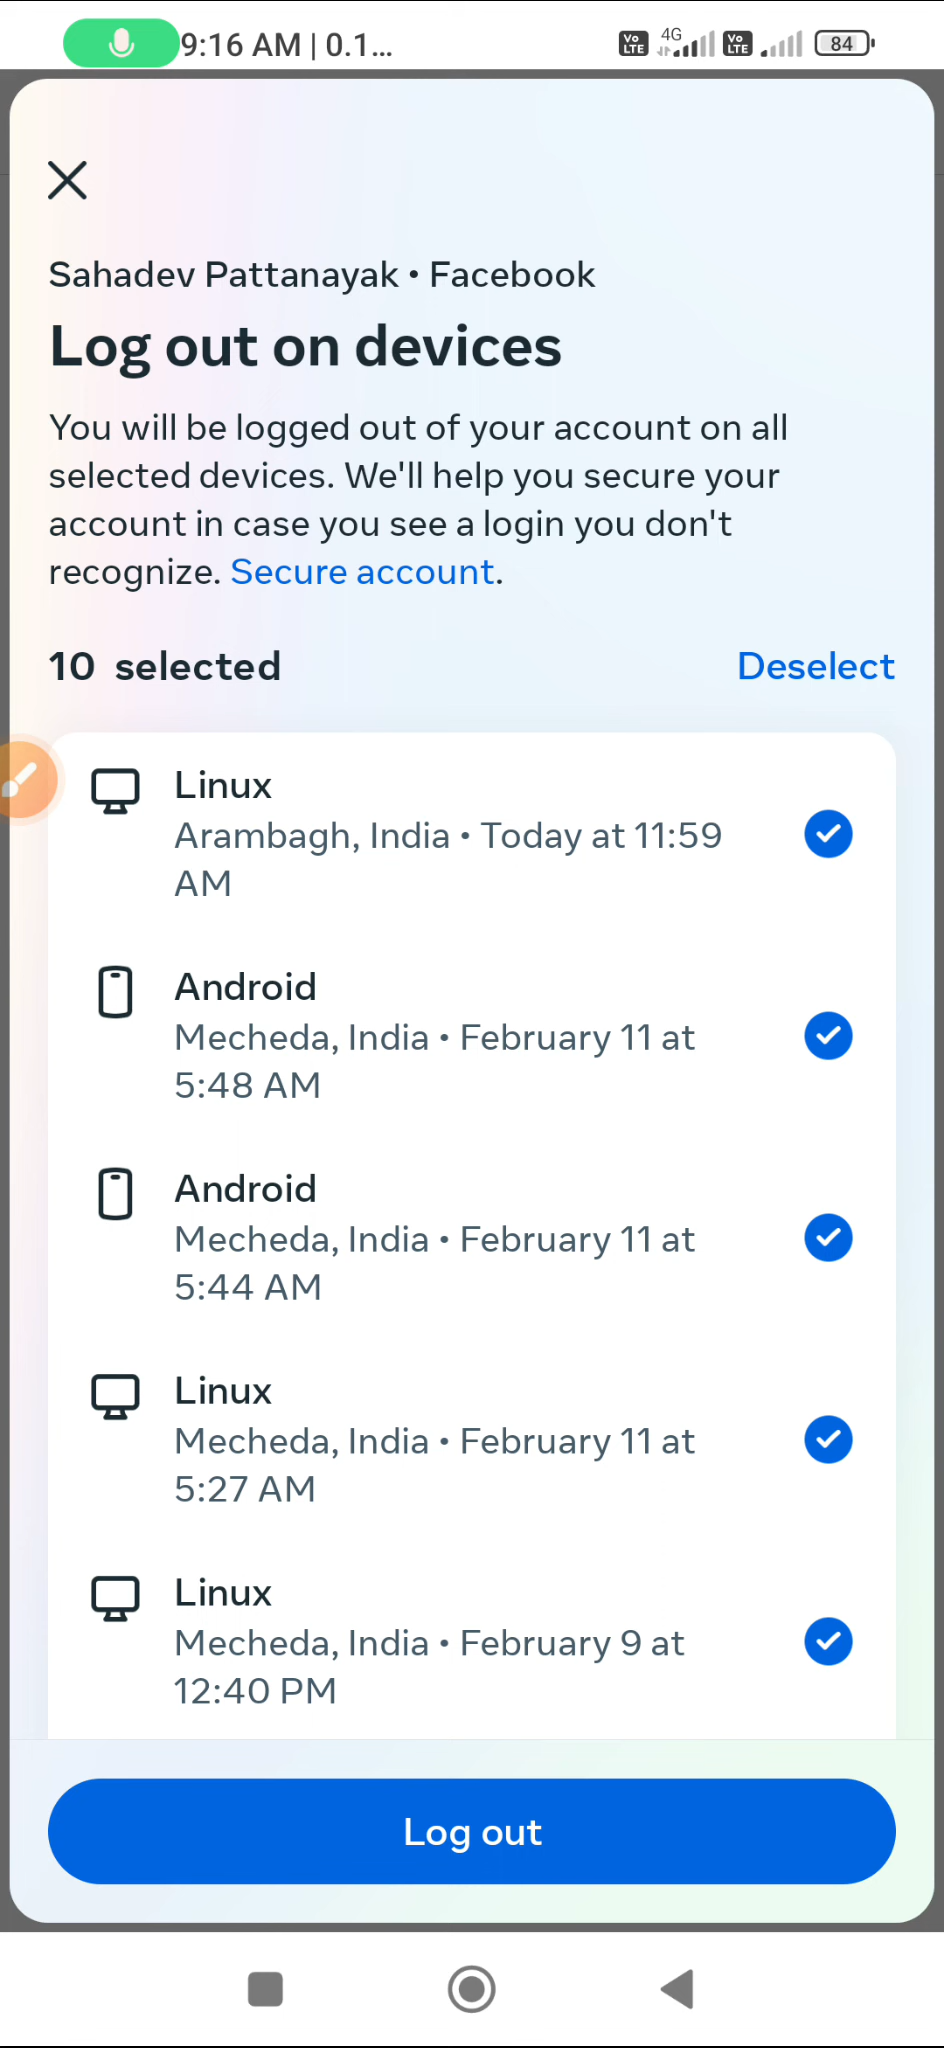 9:16 AM | 0.1...
Vo LTE 4G Vo LTE 84
Sahadev Pattanayak • Facebook
Log out on devices
You will be logged out of your account on all
selected devices. We'll help you secure your
account in case you see a login you don't
recognize. Secure account.
10 selected
Deselect
Linux
Arambagh, India • Today at 11:59
AM
Android
Mecheda, India • February 11 at
5:48 AM
Android
Mecheda, India • February 11 at
5:44 AM
Linux
Mecheda, India • February 11 at
5:27 AM
Linux
Mecheda, India • February 9 at
12:40 PM
Log out